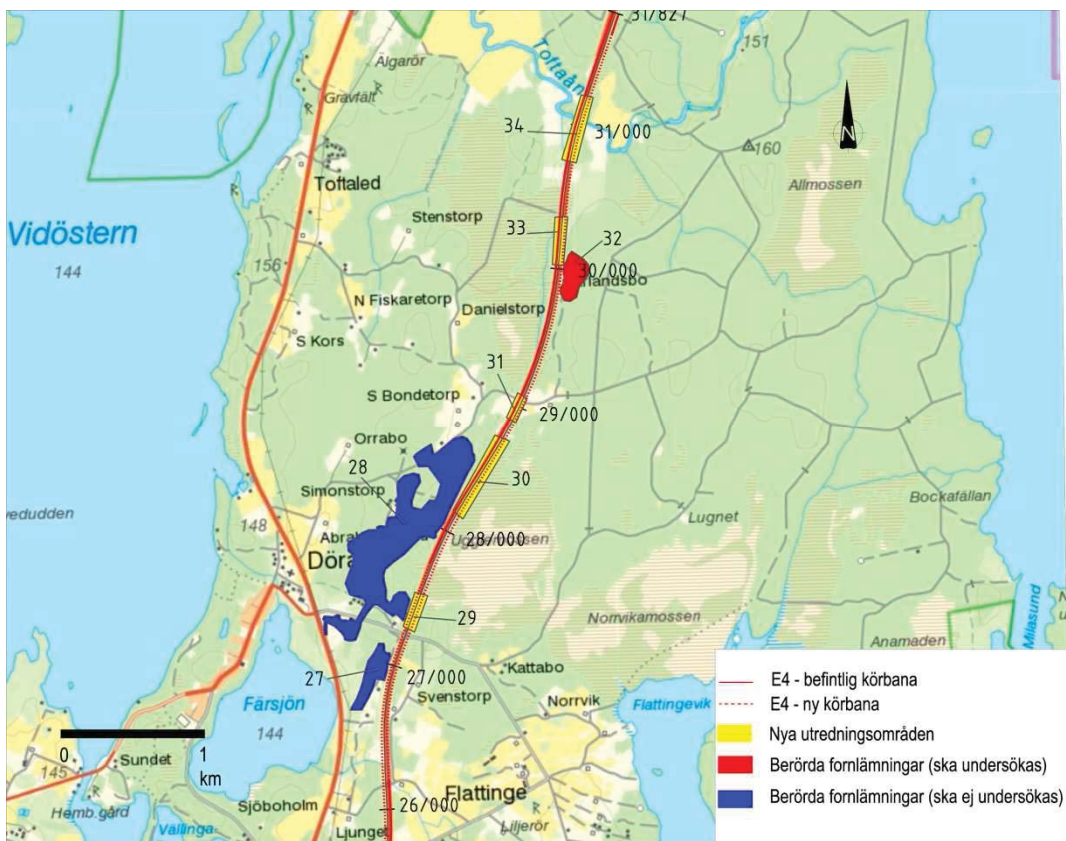 31/827
151
Toftaån
Älgarör
Gravfält
34
31/000
160
N
Toftaled
Allmossen
Stenstorp
33
32
Vidöstern
144
156
30/000
N Fiskaretorp
Danielstorp
S Kors
31
S Bondetorp
29/000
Orrabo
28
30
Simonstorp
Bockafällan
Lugnet
148
28/000
29
Norrvikamossen
Anamaden
Milasund
27
27/000
Kattabo
Svenstorp
Norrvik
Färsjön
144
Flattingevik
0 1
km
145
Sundet
Hemb.gård
Sjöboholm
26/000
Flattinge
Vällinga
Ljunget
Liljerör
E4 - befintlig körbana
E4 - ny körbana
Nya utredningsområden
Berörda fornlämningar (ska undersökas)
Berörda fornlämningar (ska ej undersökas)